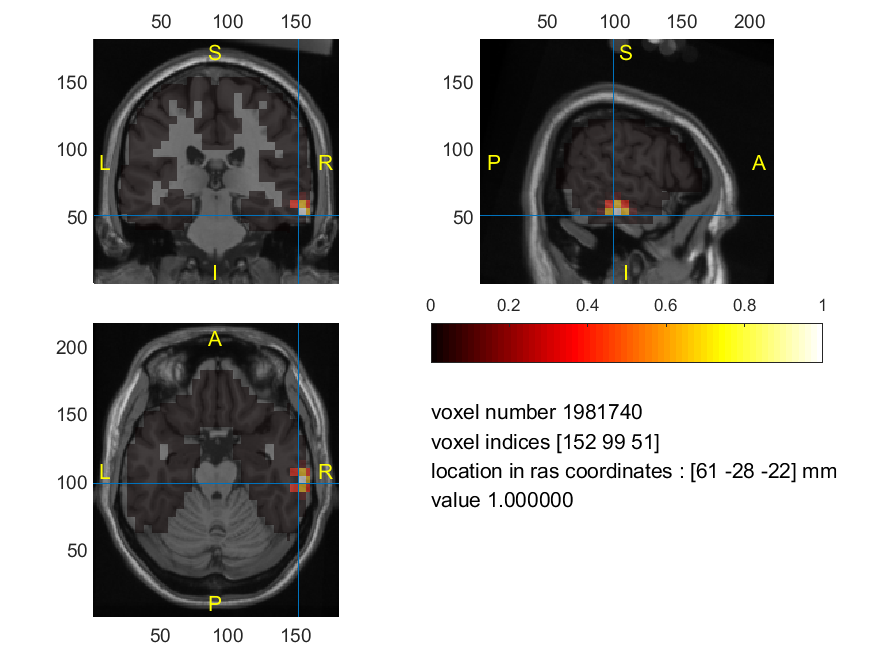 50 100 150
50 100 150 200
150
100
50
S
L
R
I
150
100
50
S
P
A
I
0 0.2 0.4 0.6 0.8 1
200
150
100
50
A
L
R
P
50 100 150
voxel number 1981740
voxel indices [152 99 51]
location in ras coordinates : [61 -28 -22] mm
value 1.000000